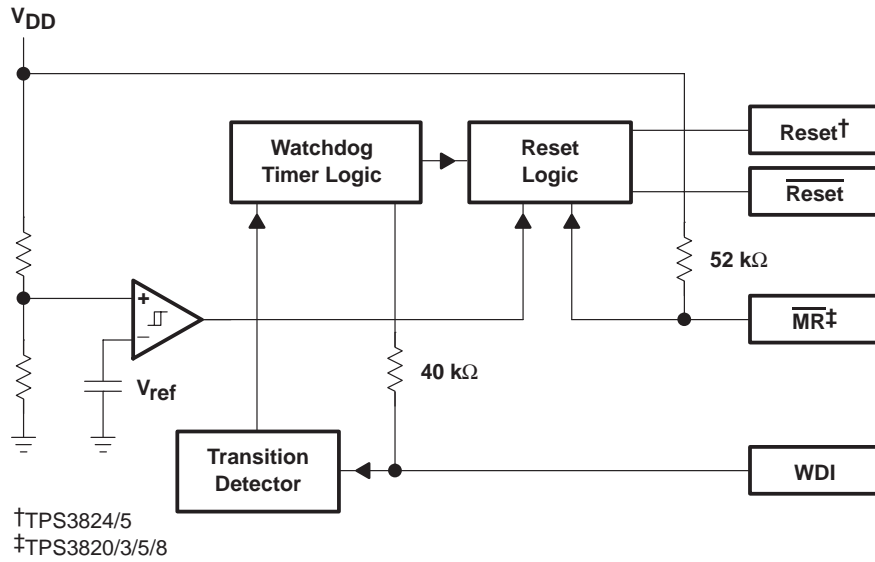 VDD
Watchdog
Timer Logic
Reset
Logic
Reset†
Reset
52 kΩ
+
−
MR‡
Vref
40 kΩ
Transition
Detector
WDI
†TPS3824/5
‡TPS3820/3/5/8